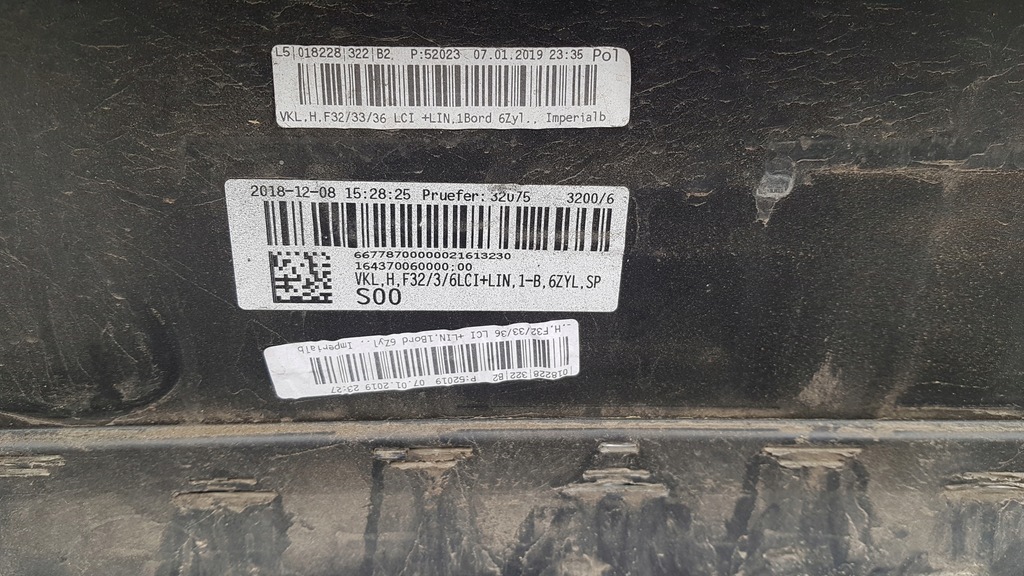 L5|018228|322|B2, P:52023 07.01.2019 23:35 Pol
VKL,H,F32/33/36 LCI +LIN,1Bord 6Zyl., Imperialb
2018-12-08 15:28:25 Pruefer: 32075 3200/6
66778700000021613230
164370060000;00
VKL,H,F32/3/6LCI+LIN,1-B,6ZYL,SP
S00
018228|322|B2| P:52019 07.01.2019 23:27
.,H,F32/33/36 LCI +LIN,1Bord 6Zyl., Imperialb